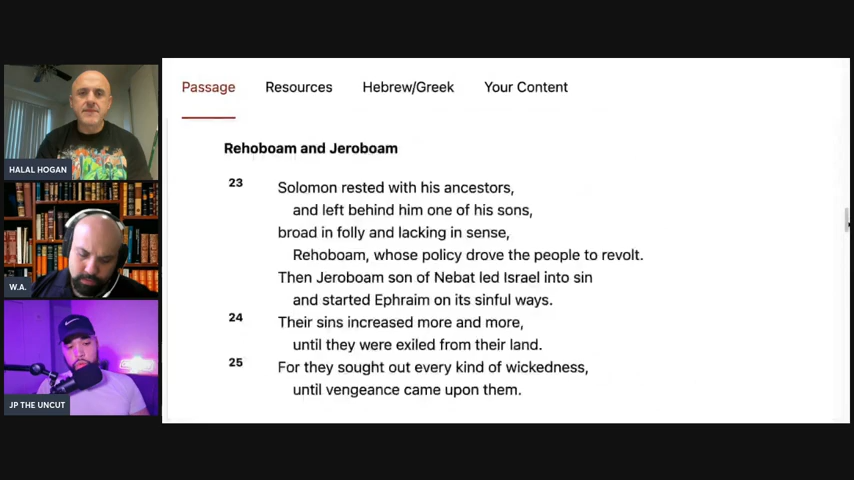 Passage Resources Hebrew/Greek Your Content
Rehoboam and Jeroboam
23 Solomon rested with his ancestors,
and left behind him one of his sons,
broad in folly and lacking in sense,
Rehoboam, whose policy drove the people to revolt.
Then Jeroboam son of Nebat led Israel into sin
and started Ephraim on its sinful ways.
24 Their sins increased more and more,
until they were exiled from their land.
25 For they sought out every kind of wickedness,
until vengeance came upon them.
HALAL HOGAN
W.A.
JP THE UNCUT